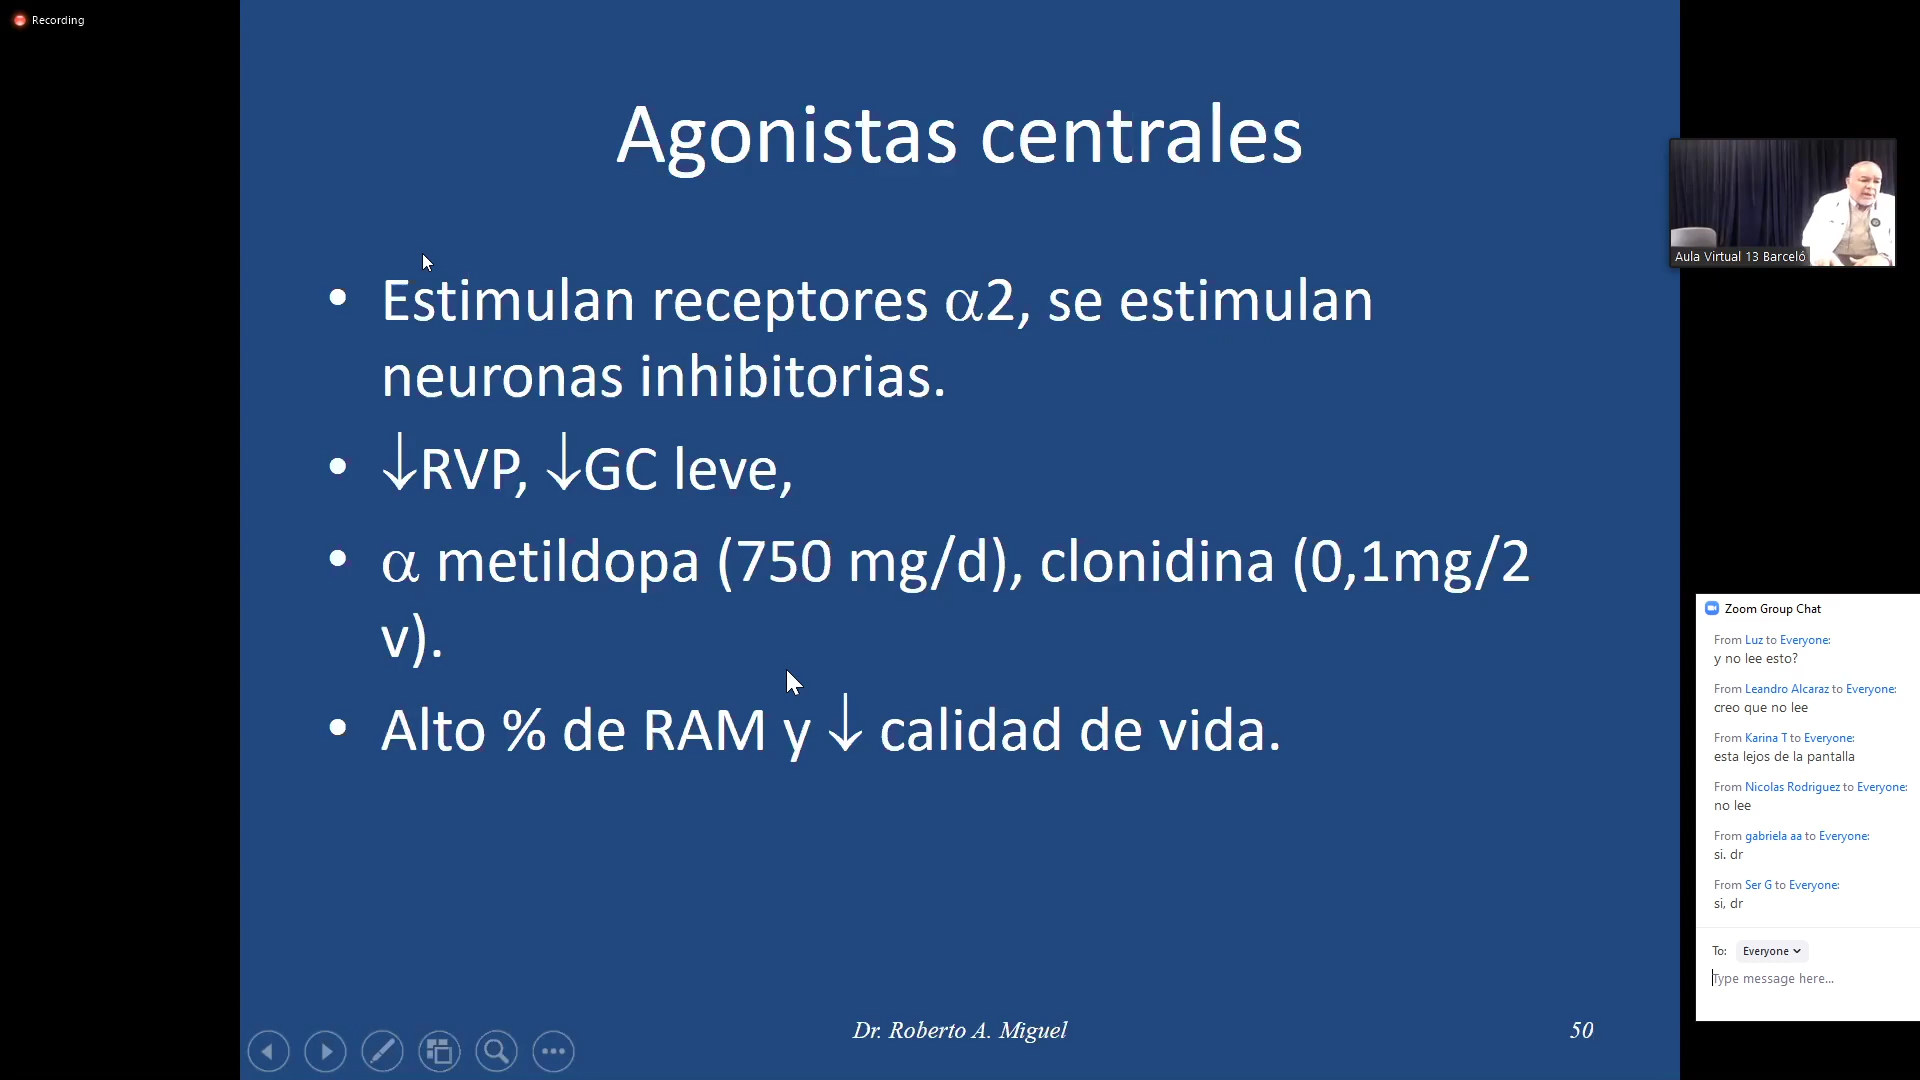 Recording
Agonistas centrales
• Estimulan receptores α2, se estimulan
neuronas inhibitorias.
• ↓RVP, ↓GC leve,
• α metildopa (750 mg/d), clonidina (0,1mg/2
v).
• Alto % de RAM y ↓ calidad de vida.
Dr. Roberto A. Miguel
50
Aula Virtual 13 Barceló
Zoom Group Chat
From Luz to Everyone:
y no lee esto?
From Leandro Alcaraz to Everyone:
creo que no lee
From Karina T to Everyone:
esta lejos de la pantalla
From Nicolas Rodriguez to Everyone:
no lee
From gabriela aa to Everyone:
si. dr
From Ser G to Everyone:
si, dr
To: Everyone
Type message here...